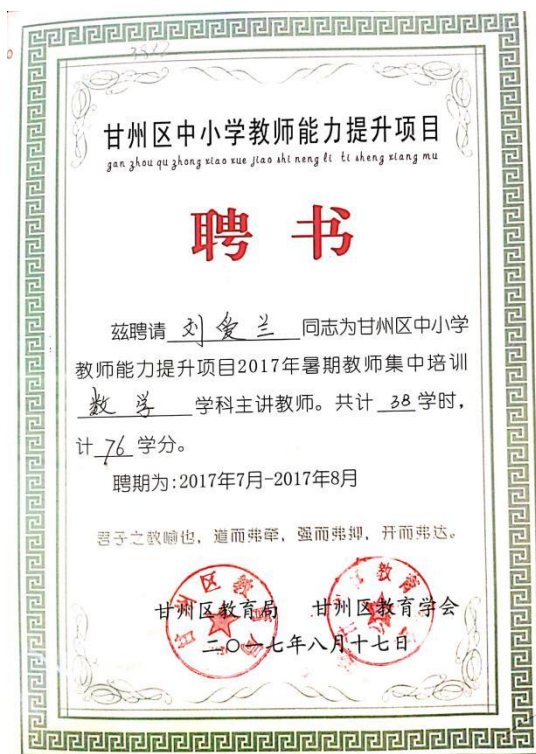 甘州区中小学教师能力提升项目
gan zhou qu zhong xiao xue jiao shi neng li ti sheng xiang mu
聘 书
兹聘请 刘爱兰 同志为甘州区中小学
教师能力提升项目2017年暑期教师集中培训
数学 学科主讲教师。共计 38 学时，
计 76 学分。
聘期为:2017年7月-2017年8月
君子之教喻也，道而弗牵，强而弗抑，开而弗达。
甘州区教育局 甘州区教育学会
二〇一七年八月十七日